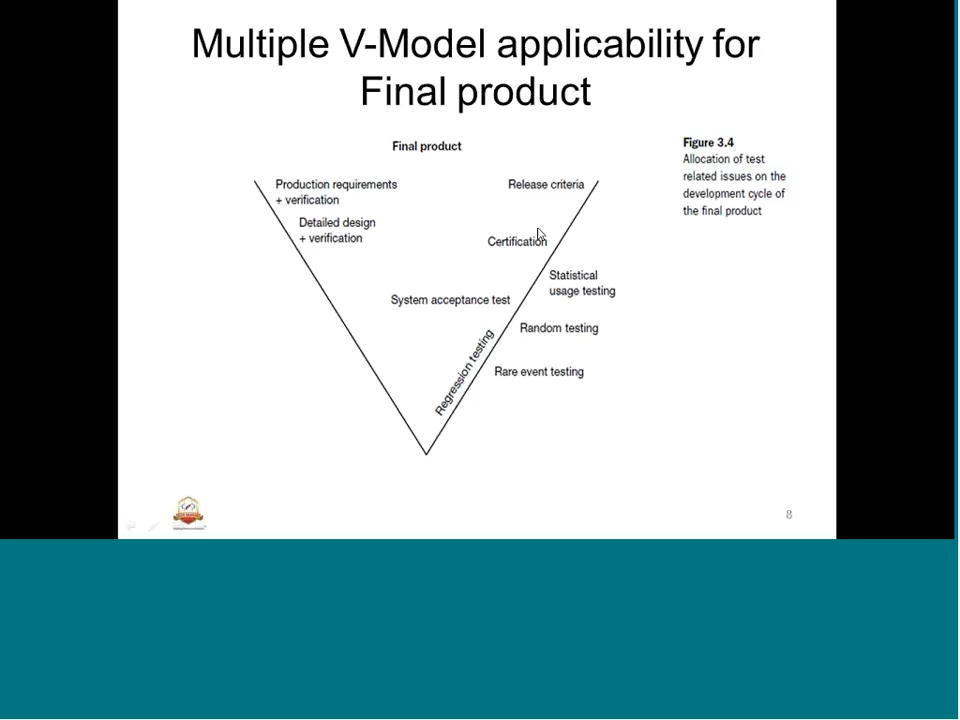 Multiple V-Model applicability for
Final product
Final product
Figure 3.4
Allocation of test
related issues on the
development cycle of
the final product
Production requirements
+ verification
Release criteria
Detailed design
+ verification
Certification
Statistical
usage testing
System acceptance test
Random testing
Regression testing
Rare event testing
8